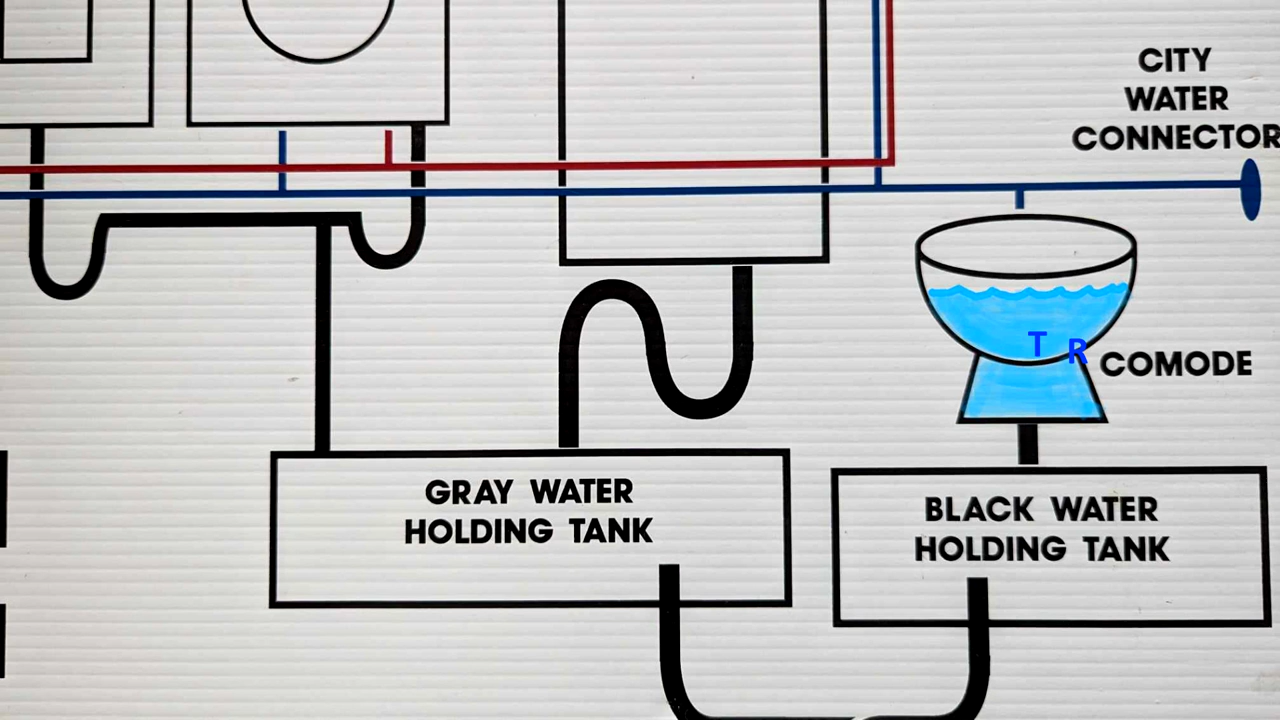 CITY
WATER
CONNECTOR
T R
COMODE
GRAY WATER
HOLDING TANK
BLACK WATER
HOLDING TANK